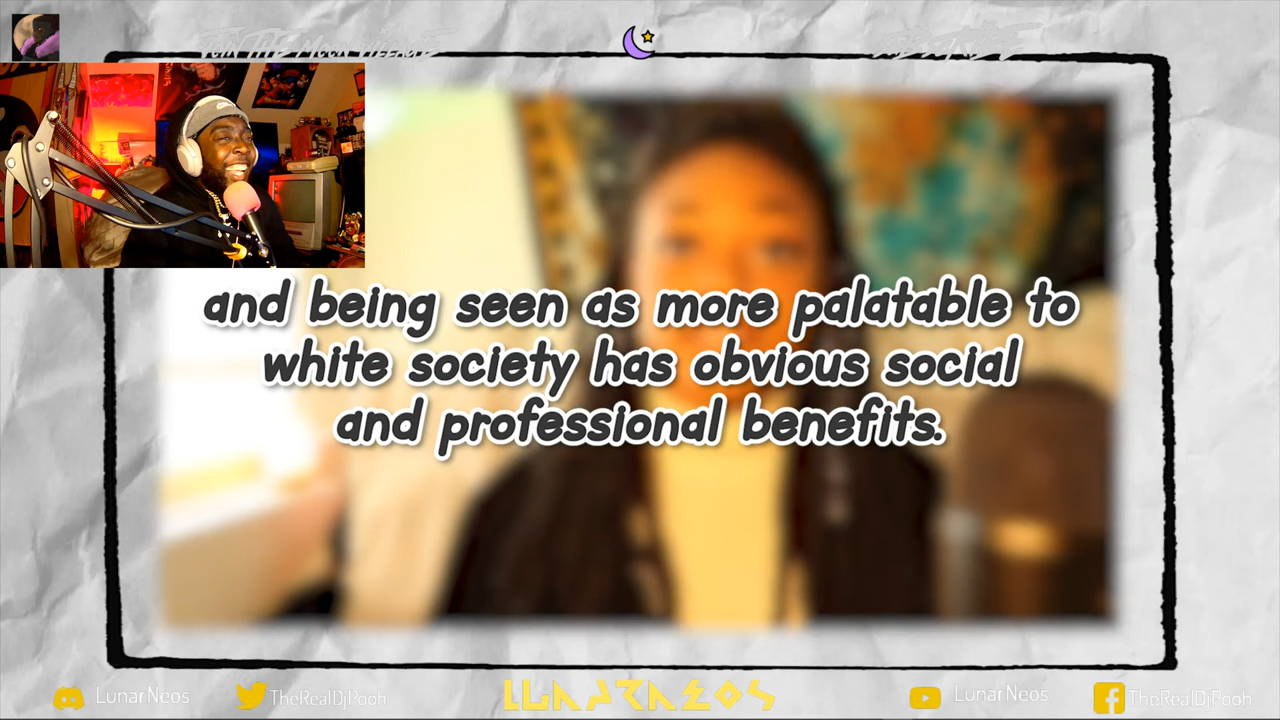 and being seen as more palatable to
white society has obvious social
and professional benefits.
LunarNeos
TheRealDjPooh
LUNARNEOS
LunarNeos
TheRealDjPooh